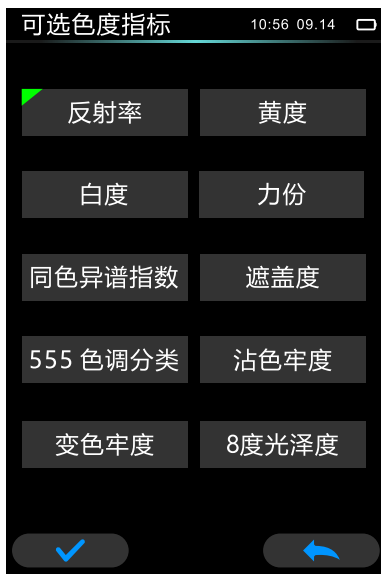 可选色度指标 10:56 09.14
反射率 黄度
白度 力份
同色异谱指数 遮盖度
555 色调分类 沾色牢度
变色牢度 8度光泽度